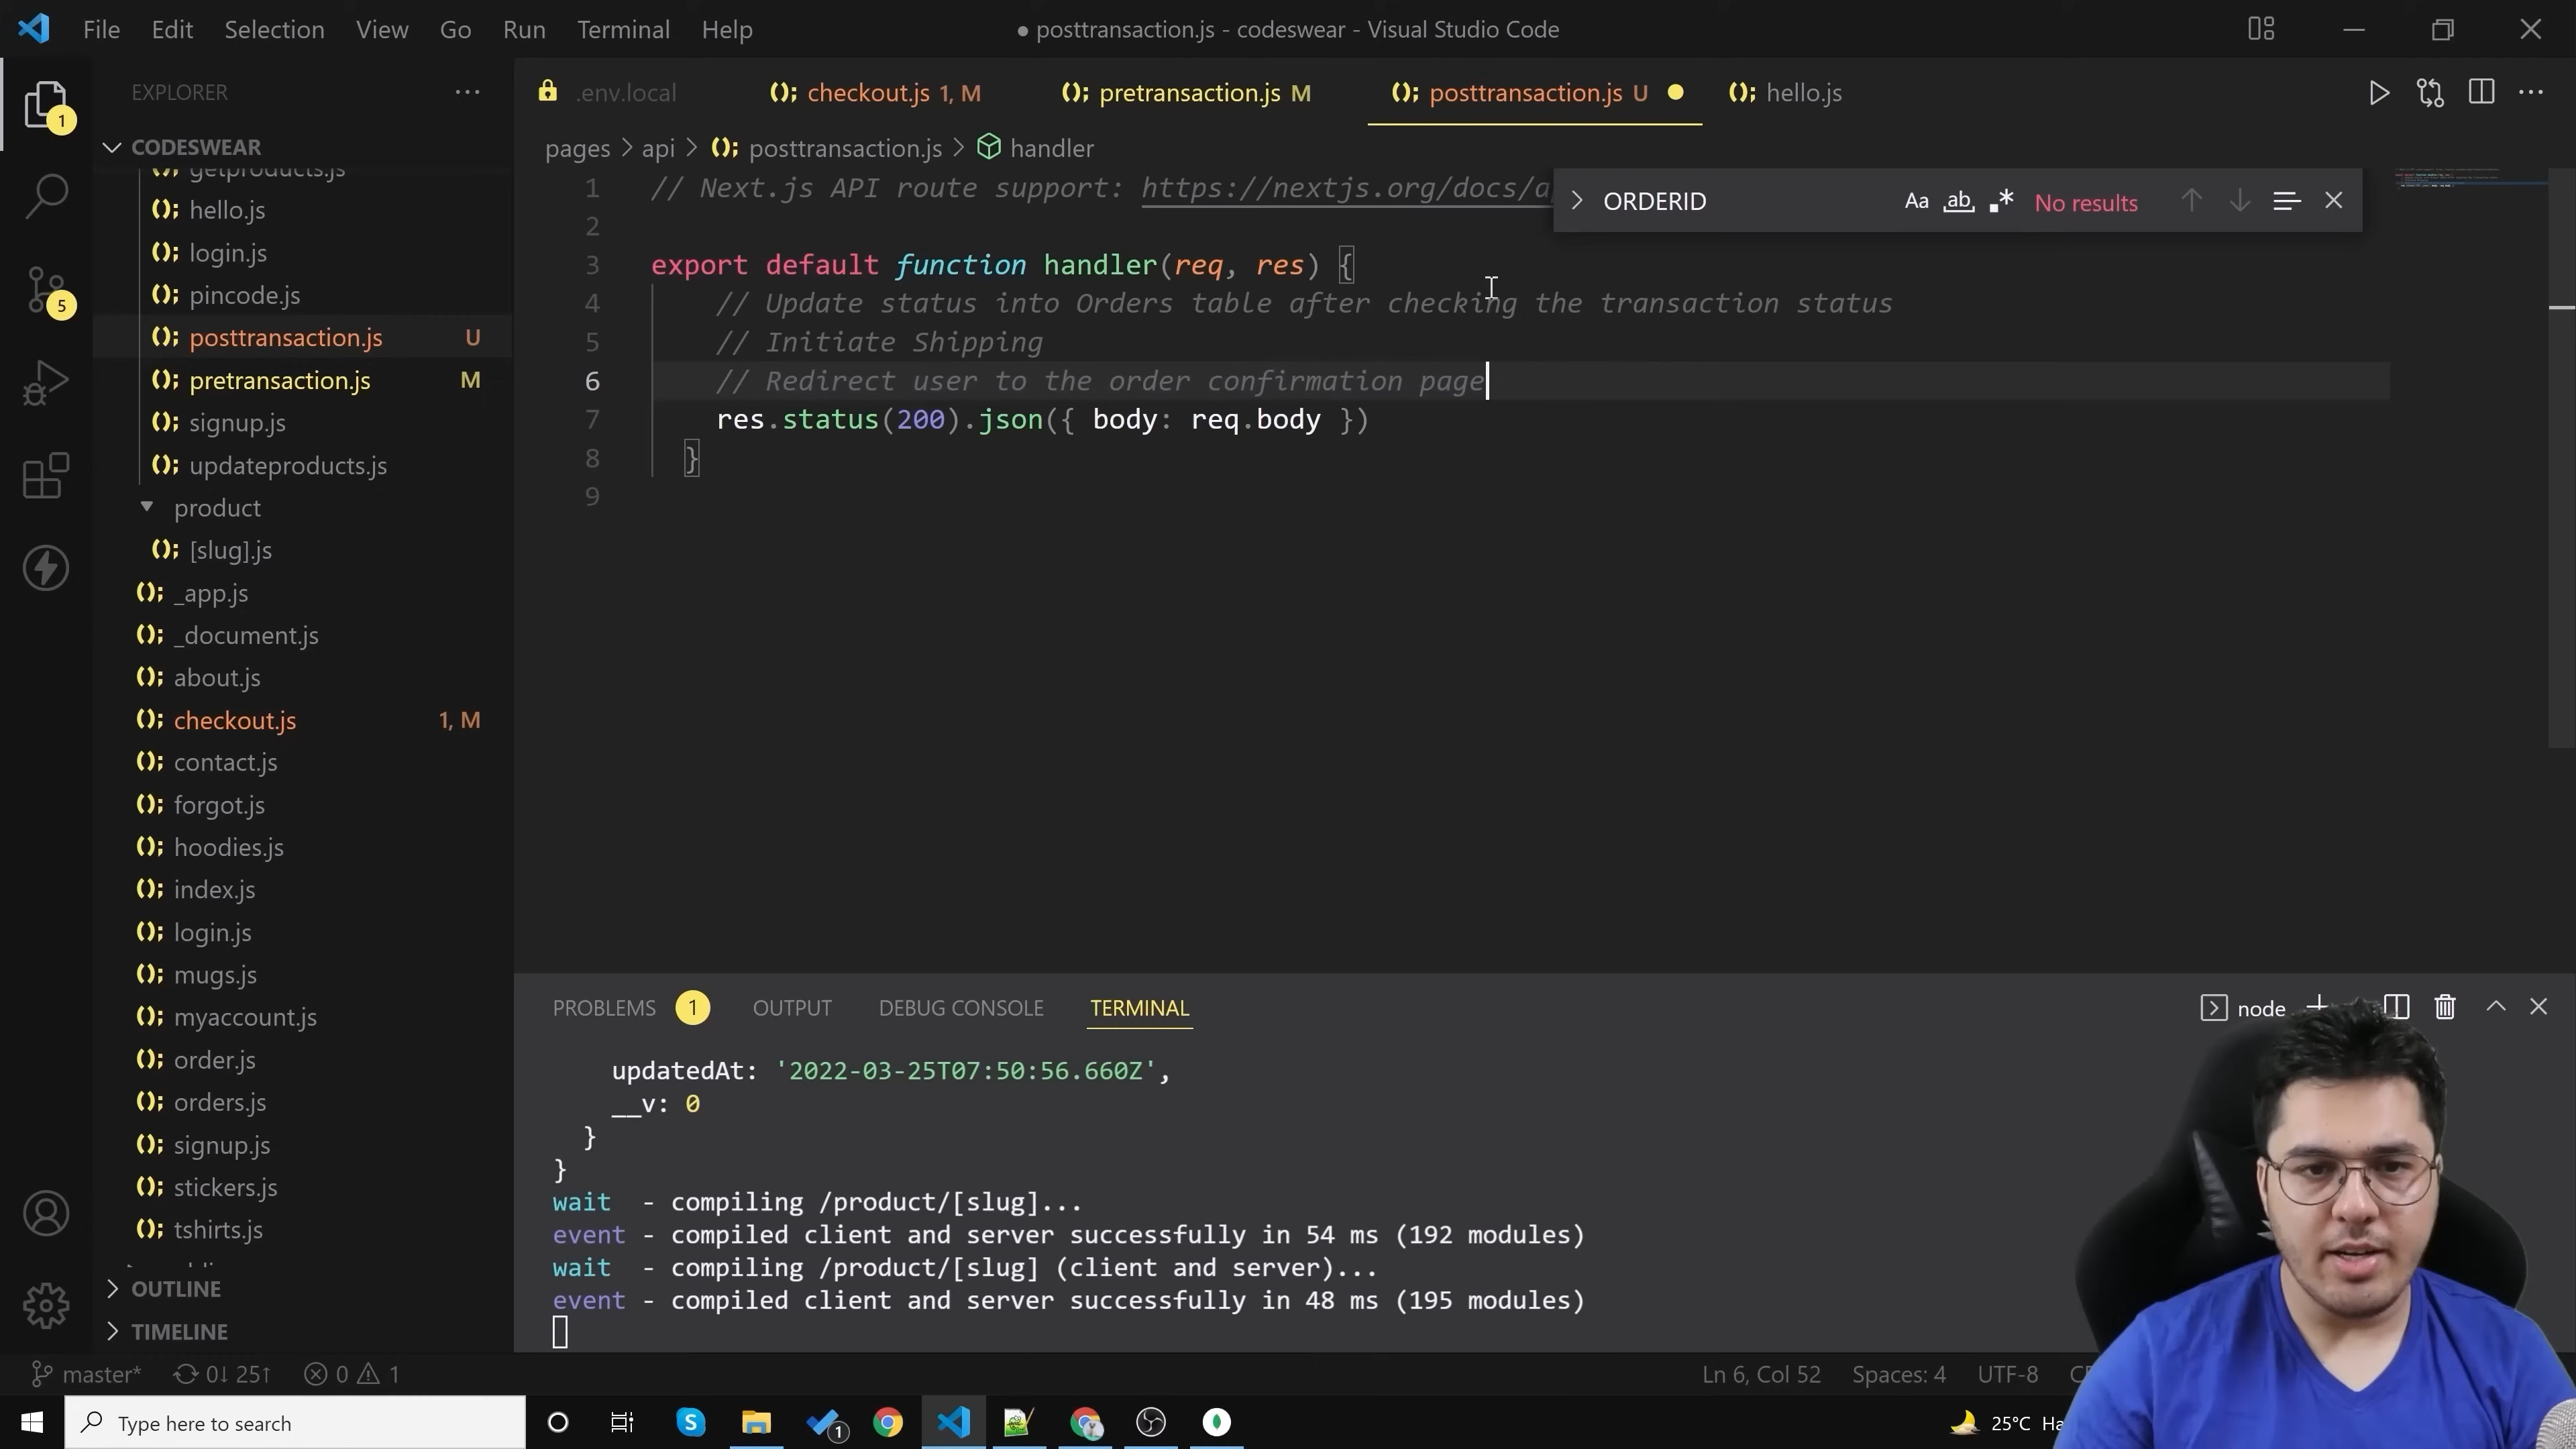 File Edit Selection View Go Run Terminal Help
● posttransaction.js - codeswear - Visual Studio Code
EXPLORER ...
.env.local
checkout.js 1, M
pretransaction.js M
posttransaction.js U
hello.js
CODESWEAR
pages > api > posttransaction.js > handler
ORDERID
Aa ab No results
getproducts.js
hello.js
login.js
pincode.js
posttransaction.js U
pretransaction.js M
signup.js
updateproducts.js
product
[slug].js
_app.js
_document.js
about.js
checkout.js 1, M
contact.js
forgot.js
hoodies.js
index.js
login.js
mugs.js
myaccount.js
order.js
orders.js
signup.js
stickers.js
tshirts.js
OUTLINE
TIMELINE
1
5
1 // Next.js API route support: https://nextjs.org/docs/a
2
3 export default function handler(req, res) {
4 // Update status into Orders table after checking the transaction status
5 // Initiate Shipping
6 // Redirect user to the order confirmation page
7 res.status(200).json({ body: req.body })
8 }
9
PROBLEMS 1 OUTPUT DEBUG CONSOLE TERMINAL
node
updatedAt: '2022-03-25T07:50:56.660Z',
__v: 0
}
}
wait - compiling /product/[slug]...
event - compiled client and server successfully in 54 ms (192 modules)
wait - compiling /product/[slug] (client and server)...
event - compiled client and server successfully in 48 ms (195 modules)
master* 0↓ 25↑ 0 1
Ln 6, Col 52 Spaces: 4 UTF-8
Type here to search
1
25°C